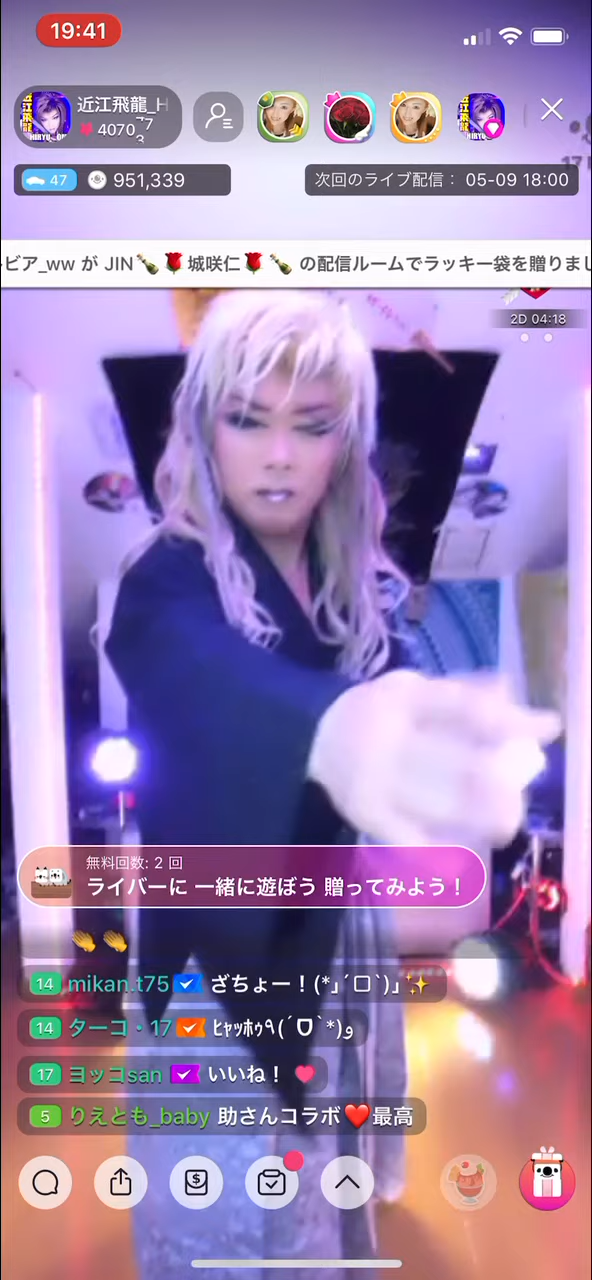 19:41
近江飛龍_H
4070
47 951,339
次回のライブ配信： 05-09 18:00
ビア_ww が JIN🍾🌹城咲仁🌹🍾 の配信ルームでラッキー袋を贈りまし
2D 04:18
無料回数: 2 回
ライバーに 一緒に遊ぼう 贈ってみよう！
👏👏
14 mikan.t75 ざちょー！(*｣´□`)｣✨
14 ターコ・17 ﾋｬｯﾎｩ٩(´ᗜ`*)و
17 ヨッコsan いいね！ ❤
5 りえとも_baby 助さんコラボ❤️最高